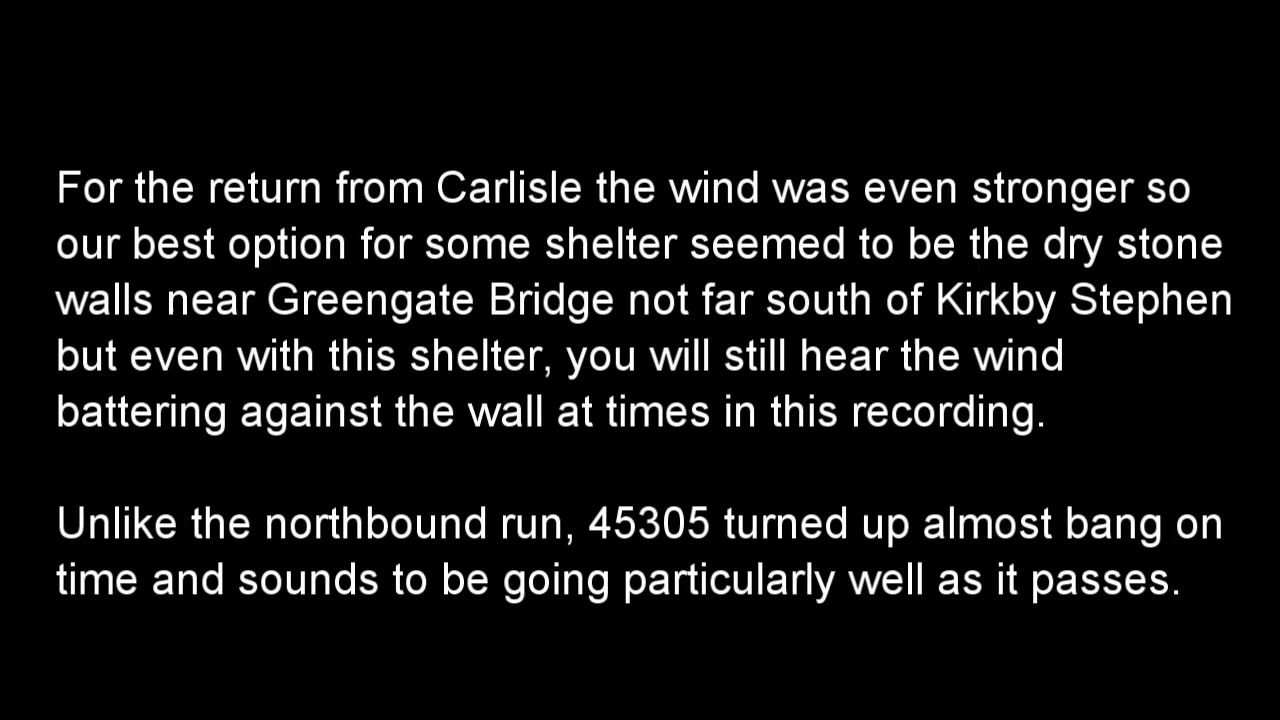 For the return from Carlisle the wind was even stronger so
our best option for some shelter seemed to be the dry stone
walls near Greengate Bridge not far south of Kirkby Stephen
but even with this shelter, you will still hear the wind
battering against the wall at times in this recording.
Unlike the northbound run, 45305 turned up almost bang on
time and sounds to be going particularly well as it passes.